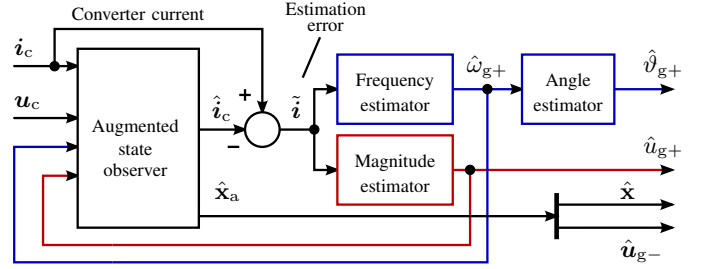 Converter current
Estimation
error
i_c
u_c
Augmented
state
observer
+
î_c
−
ĩ
Frequency
estimator
ω̂_g+
Angle
estimator
ϑ̂_g+
Magnitude
estimator
û_g+
x̂_a
x̂
û_g−